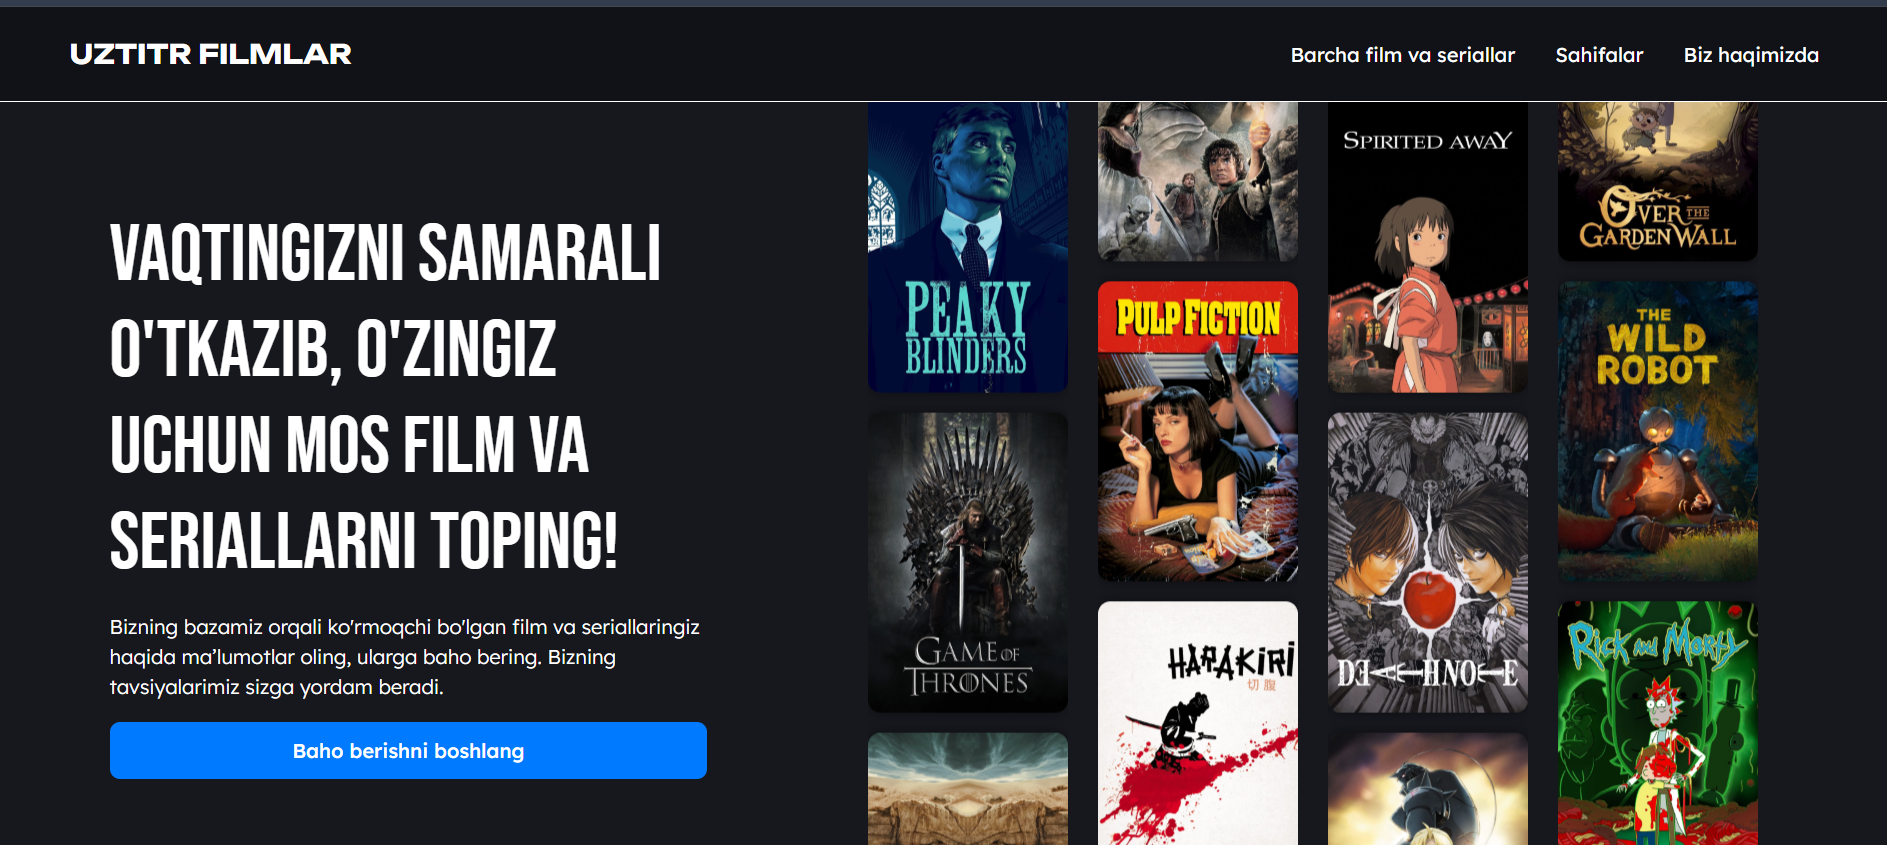 UZTITR FILMLAR
Barcha film va seriallar
Sahifalar
Biz haqimizda
VAQTINGIZNI SAMARALI
O'TKAZIB, O'ZINGIZ
UCHUN MOS FILM VA
SERIALLARNI TOPING!
Bizning bazamiz orqali ko'rmoqchi bo'lgan film va seriallaringiz
haqida ma’lumotlar oling, ularga baho bering. Bizning
tavsiyalarimiz sizga yordam beradi.
Baho berishni boshlang
PEAKY
BLINDERS
GAME OF
THRONES
PULP FICTION
HARAKIRI
切腹
SPIRITED AWAY
DEATH NOTE
OVER THE
GARDEN WALL
THE
WILD
ROBOT
RICK AND MORTY